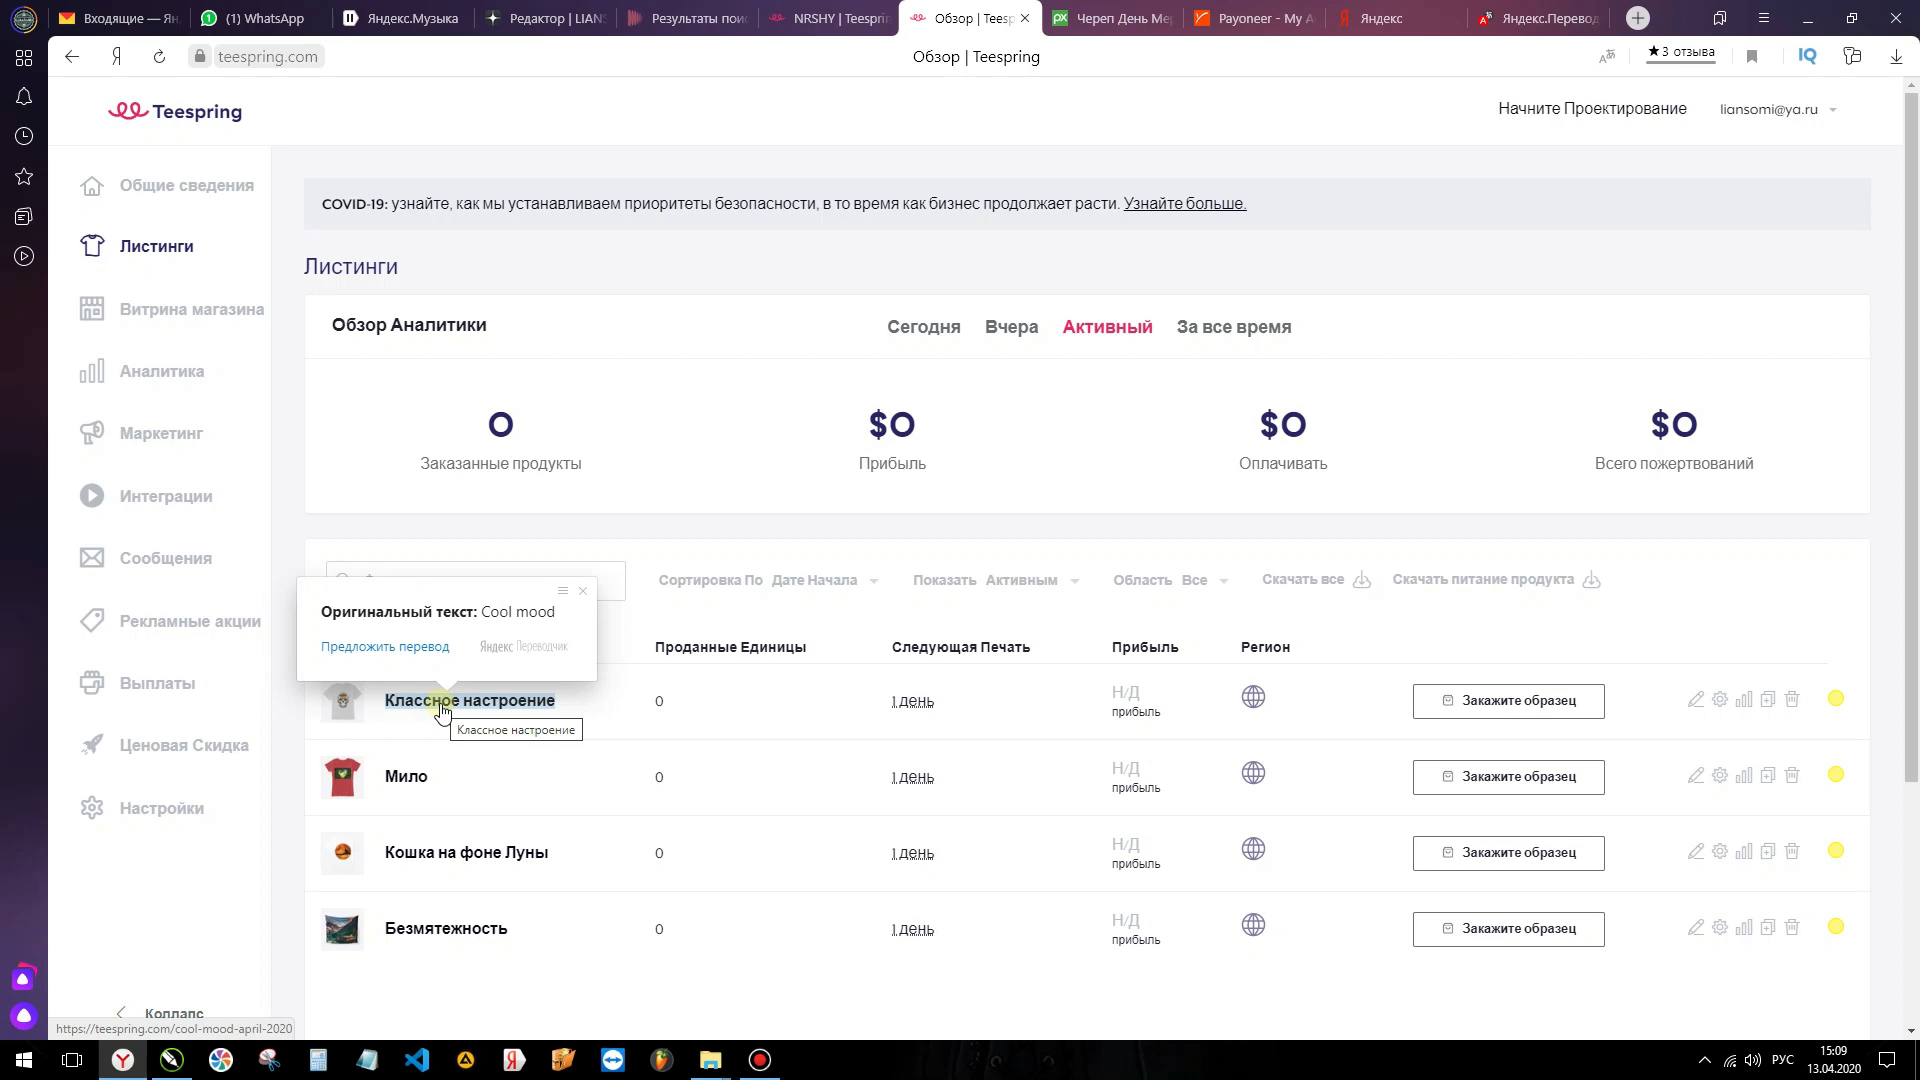 Входящие — Ян
(1) WhatsApp
Яндекс.Музыка
Редактор | LIANS
Результаты пои
NRSHY | Teesprin
Обзор | Teesp
Череп День Ме
Payoneer - My A
Яндекс
Яндекс.Перевод
teespring.com
Обзор | Teespring
★3 отзыва
Teespring
Начните Проектирование
liansomi@ya.ru
Общие сведения
Листинги
Витрина магазина
Аналитика
Маркетинг
Интеграции
Сообщения
Рекламные акции
Выплаты
Ценовая Скидка
Настройки
Коллапс
https://teespring.com/cool-mood-april-2020
COVID-19: узнайте, как мы устанавливаем приоритеты безопасности, в то время как бизнес продолжает расти. Узнайте больше.
Листинги
Обзор Аналитики
Сегодня Вчера Активный За все время
0 $0 $0 $0
Заказанные продукты Прибыль Оплачивать Всего пожертвований
Сортировка По Дате Начала Показать Активным Область Все Скачать все Скачать питание продукта
Оригинальный текст: Cool mood
Предложить перевод Яндекс Переводчик
Проданные Единицы Следующая Печать Прибыль Регион
Классное настроение 0 1 день Н/Д прибыль Закажите образец
Классное настроение
Мило 0 1 день Н/Д прибыль Закажите образец
Кошка на фоне Луны 0 1 день Н/Д прибыль Закажите образец
Безмятежность 0 1 день Н/Д прибыль Закажите образец
РУС
15:09
13.04.2020